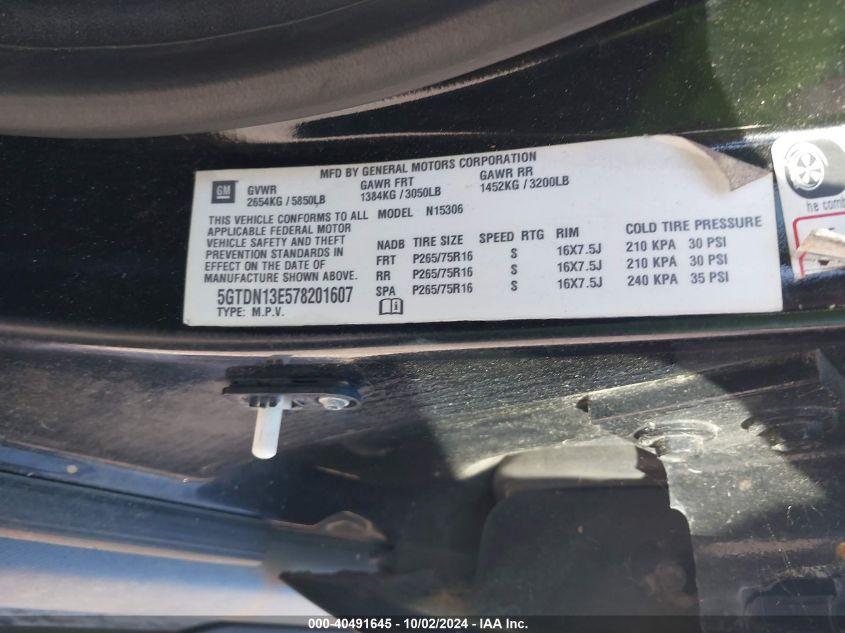 MFD BY GENERAL MOTORS CORPORATION
GM
GVWR GAWR FRT GAWR RR
2654KG / 5850LB 1384KG / 3050LB 1452KG / 3200LB
THIS VEHICLE CONFORMS TO ALL MODEL N15306
APPLICABLE FEDERAL MOTOR
VEHICLE SAFETY AND THEFT
PREVENTION STANDARDS IN
EFFECT ON THE DATE OF
MANUFACTURE SHOWN ABOVE.
5GTDN13E578201607
TYPE: M.P.V.
NADB TIRE SIZE SPEED RTG RIM COLD TIRE PRESSURE
FRT P265/75R16 S 16X7.5J 210 KPA 30 PSI
RR P265/75R16 S 16X7.5J 210 KPA 30 PSI
SPA P265/75R16 S 16X7.5J 240 KPA 35 PSI
he comb
000-40491645 / 10/02/2024 - IAA Inc.